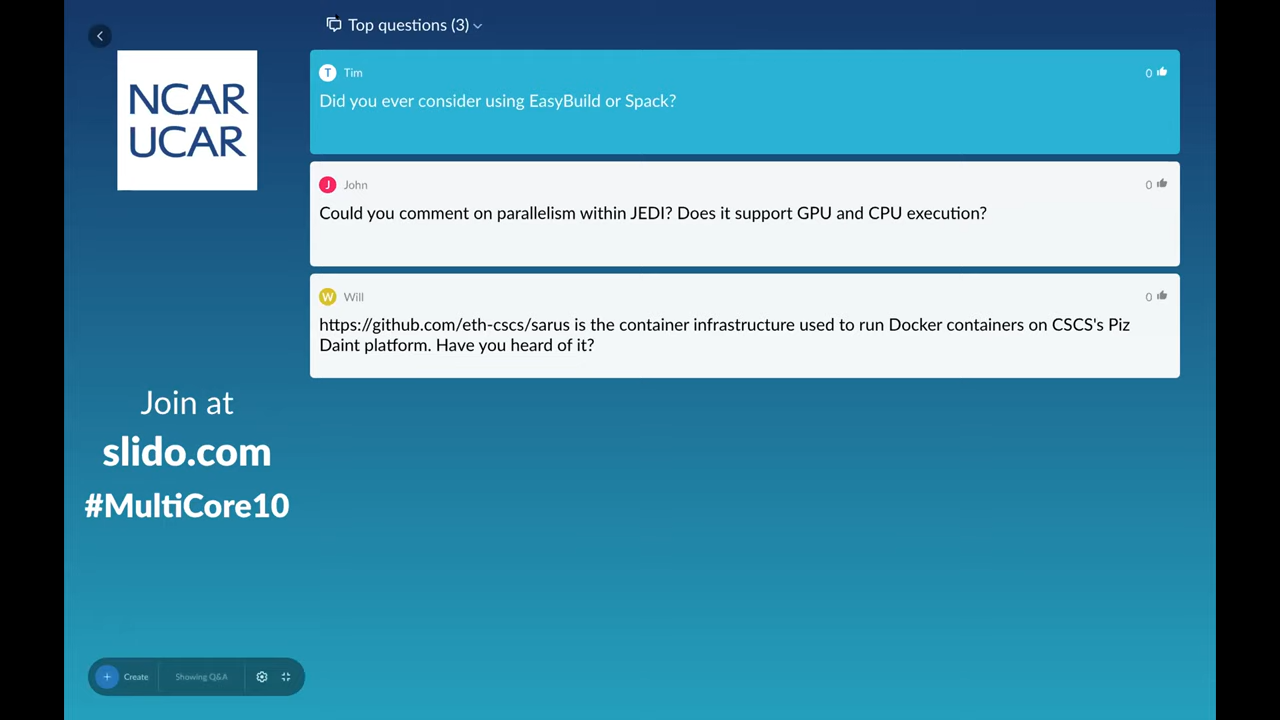 Top questions (3)
NCAR
UCAR
T Tim
0
Did you ever consider using EasyBuild or Spack?
J John
0
Could you comment on parallelism within JEDI? Does it support GPU and CPU execution?
W Will
0
https://github.com/eth-cscs/sarus is the container infrastructure used to run Docker containers on CSCS's Piz
Daint platform. Have you heard of it?
Join at
slido.com
#MultiCore10
Create
Showing Q&A